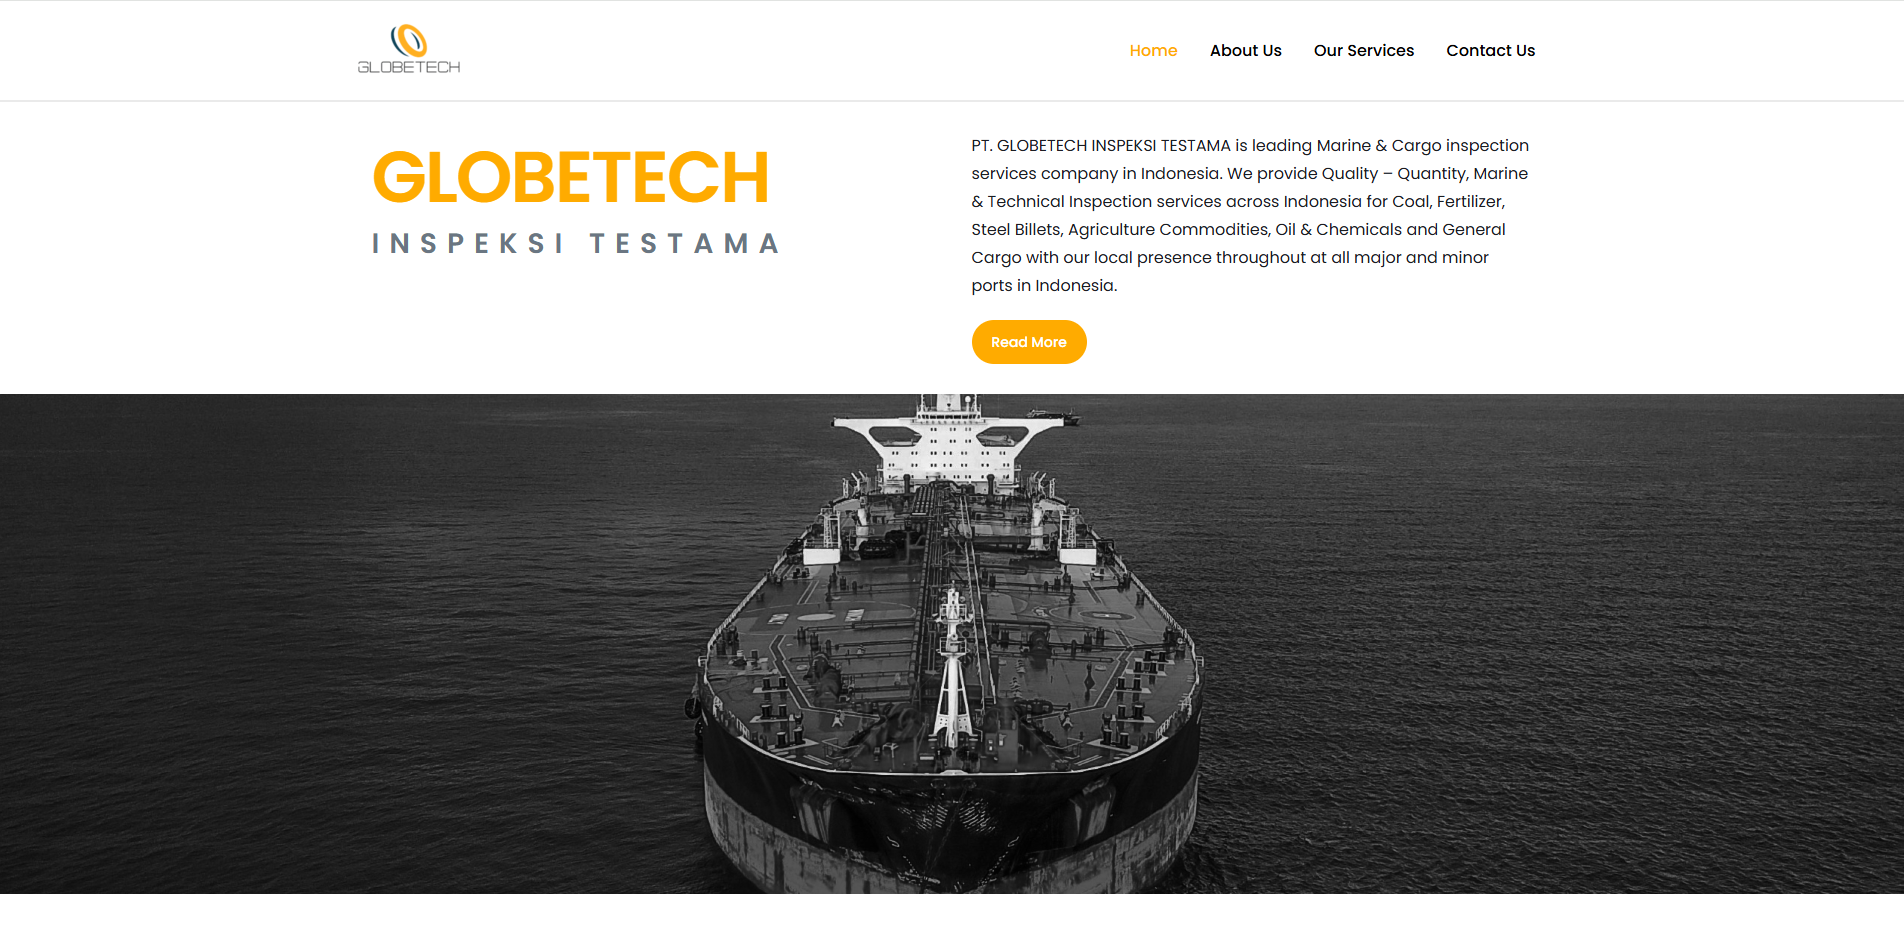 GLOBETECH
Home
About Us
Our Services
Contact Us
GLOBETECH
INSPEKSI TESTAMA
PT. GLOBETECH INSPEKSI TESTAMA is leading Marine & Cargo inspection
services company in Indonesia. We provide Quality – Quantity, Marine
& Technical Inspection services across Indonesia for Coal, Fertilizer,
Steel Billets, Agriculture Commodities, Oil & Chemicals and General
Cargo with our local presence throughout at all major and minor
ports in Indonesia.
Read More